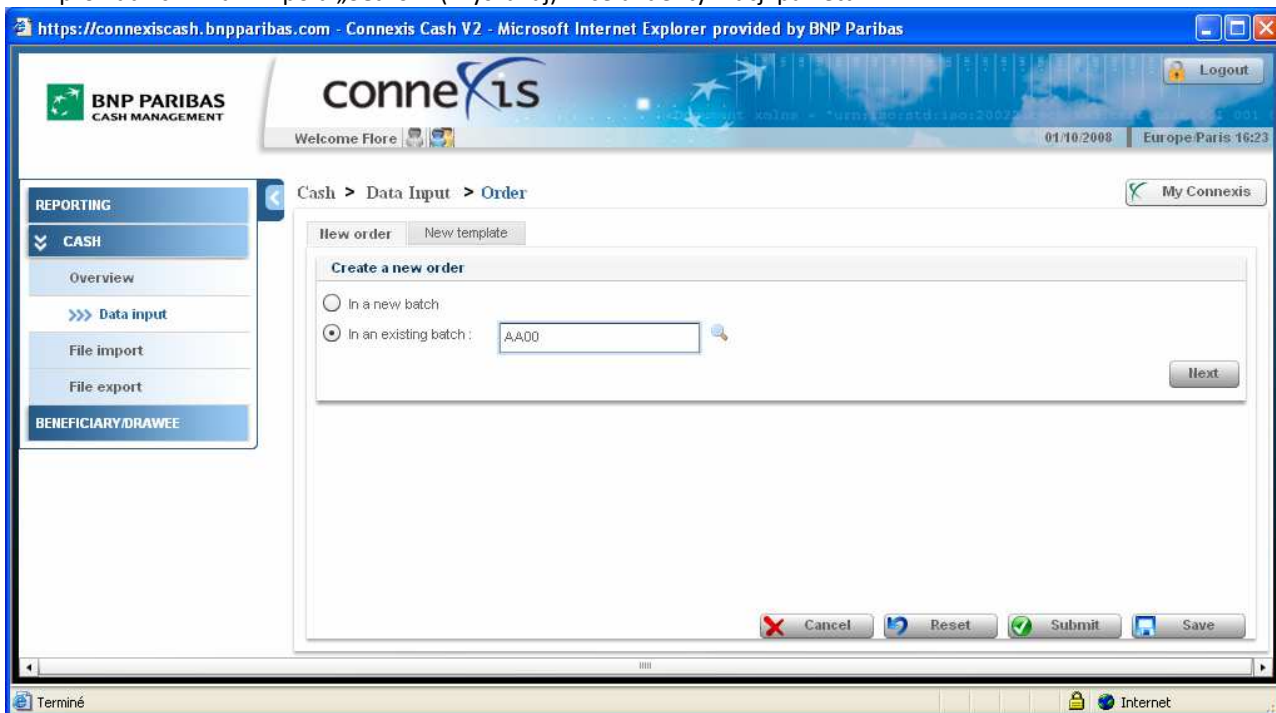 https://connexiscash.bnpparibas.com - Connexis Cash V2 - Microsoft Internet Explorer provided by BNP Paribas
BNP PARIBAS
CASH MANAGEMENT
conneXis
Logout
Welcome Flore
01/10/2008
Europe/Paris 16:23
REPORTING
CASH
Overview
>>> Data input
File import
File export
BENEFICIARY/DRAWEE
Cash > Data Input > Order
My Connexis
New order
New template
Create a new order
In a new batch
In an existing batch :
AA00
Next
Cancel
Reset
Submit
Save
Terminé
Internet